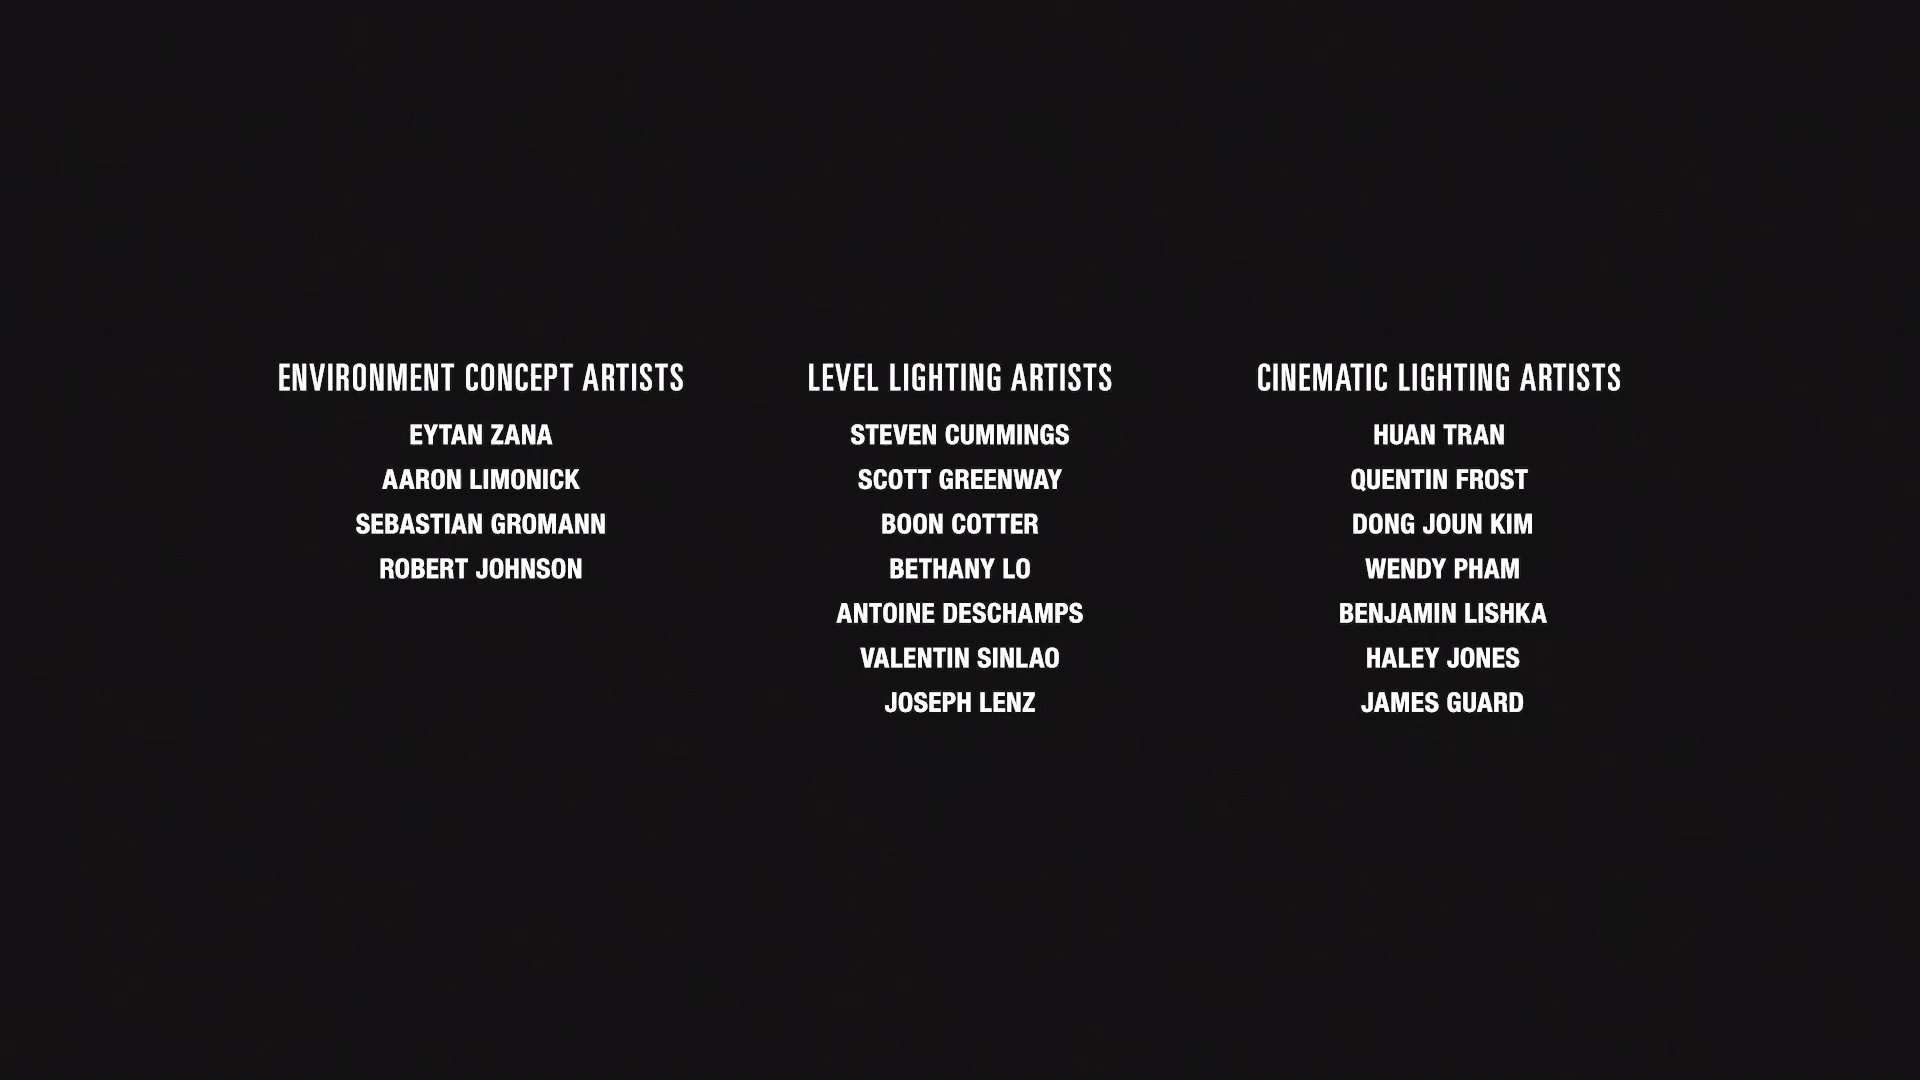 ENVIRONMENT CONCEPT ARTISTS
EYTAN ZANA
AARON LIMONICK
SEBASTIAN GROMANN
ROBERT JOHNSON
LEVEL LIGHTING ARTISTS
STEVEN CUMMINGS
SCOTT GREENWAY
BOON COTTER
BETHANY LO
ANTOINE DESCHAMPS
VALENTIN SINLAO
JOSEPH LENZ
CINEMATIC LIGHTING ARTISTS
HUAN TRAN
QUENTIN FROST
DONG JOUN KIM
WENDY PHAM
BENJAMIN LISHKA
HALEY JONES
JAMES GUARD